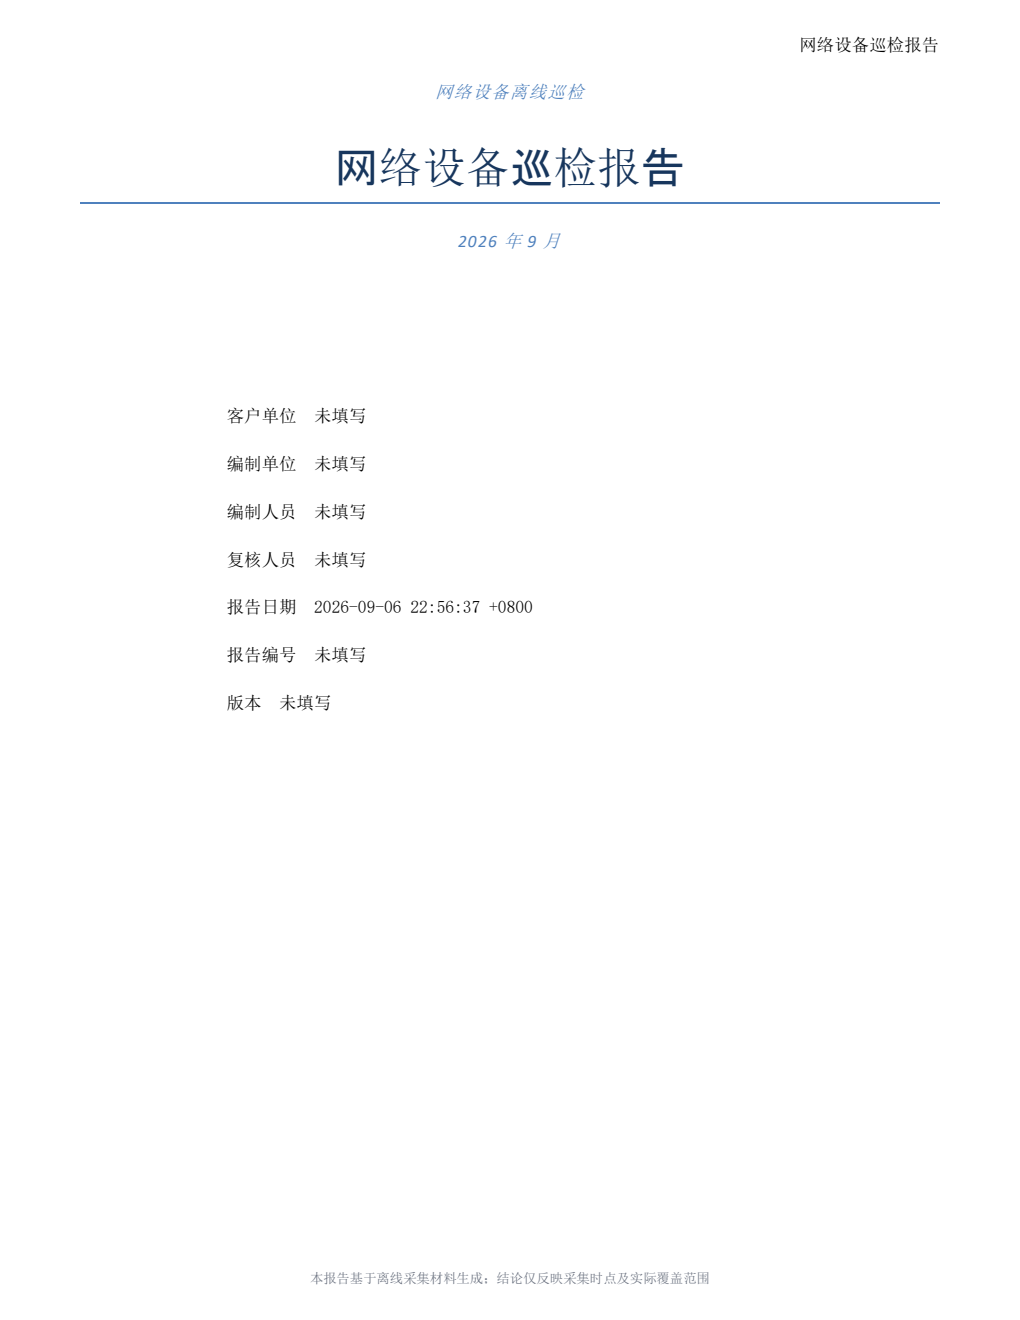 网络设备巡检报告
网络设备离线巡检
网络设备巡检报告
2026 年 9 月
客户单位　未填写
编制单位　未填写
编制人员　未填写
复核人员　未填写
报告日期　2026-09-06 22:56:37 +0800
报告编号　未填写
版本　未填写
本报告基于离线采集材料生成；结论仅反映采集时点及实际覆盖范围